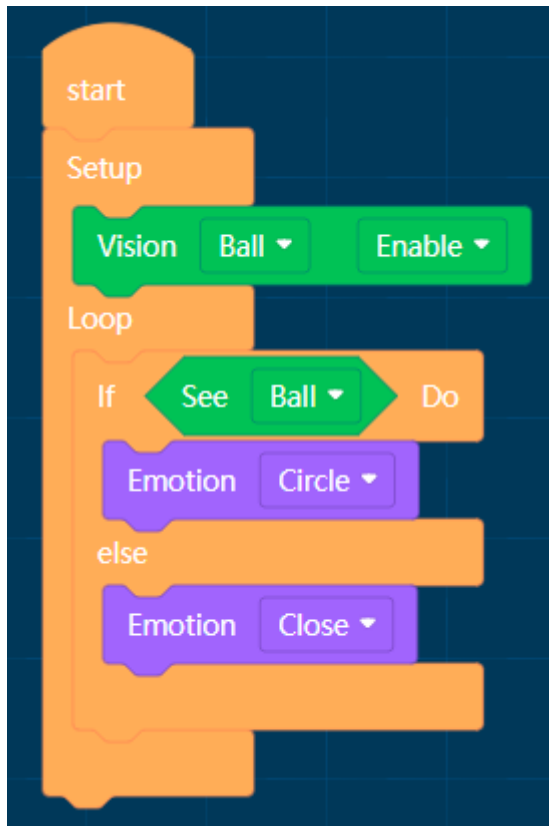 start
Setup
Vision Ball Enable
Loop
If See Ball Do
Emotion Circle
else
Emotion Close